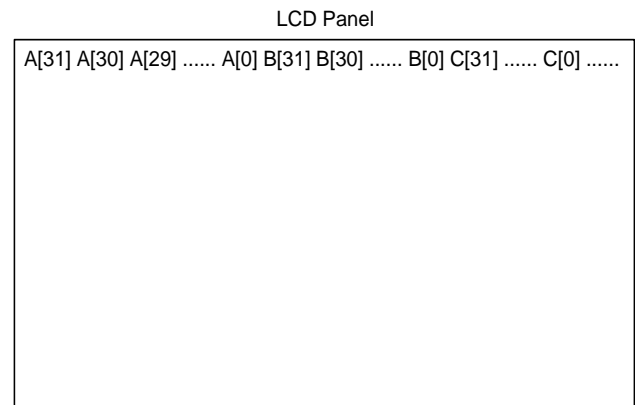 LCD Panel
A[31] A[30] A[29] ...... A[0] B[31] B[30] ...... B[0] C[31] ...... C[0] ......